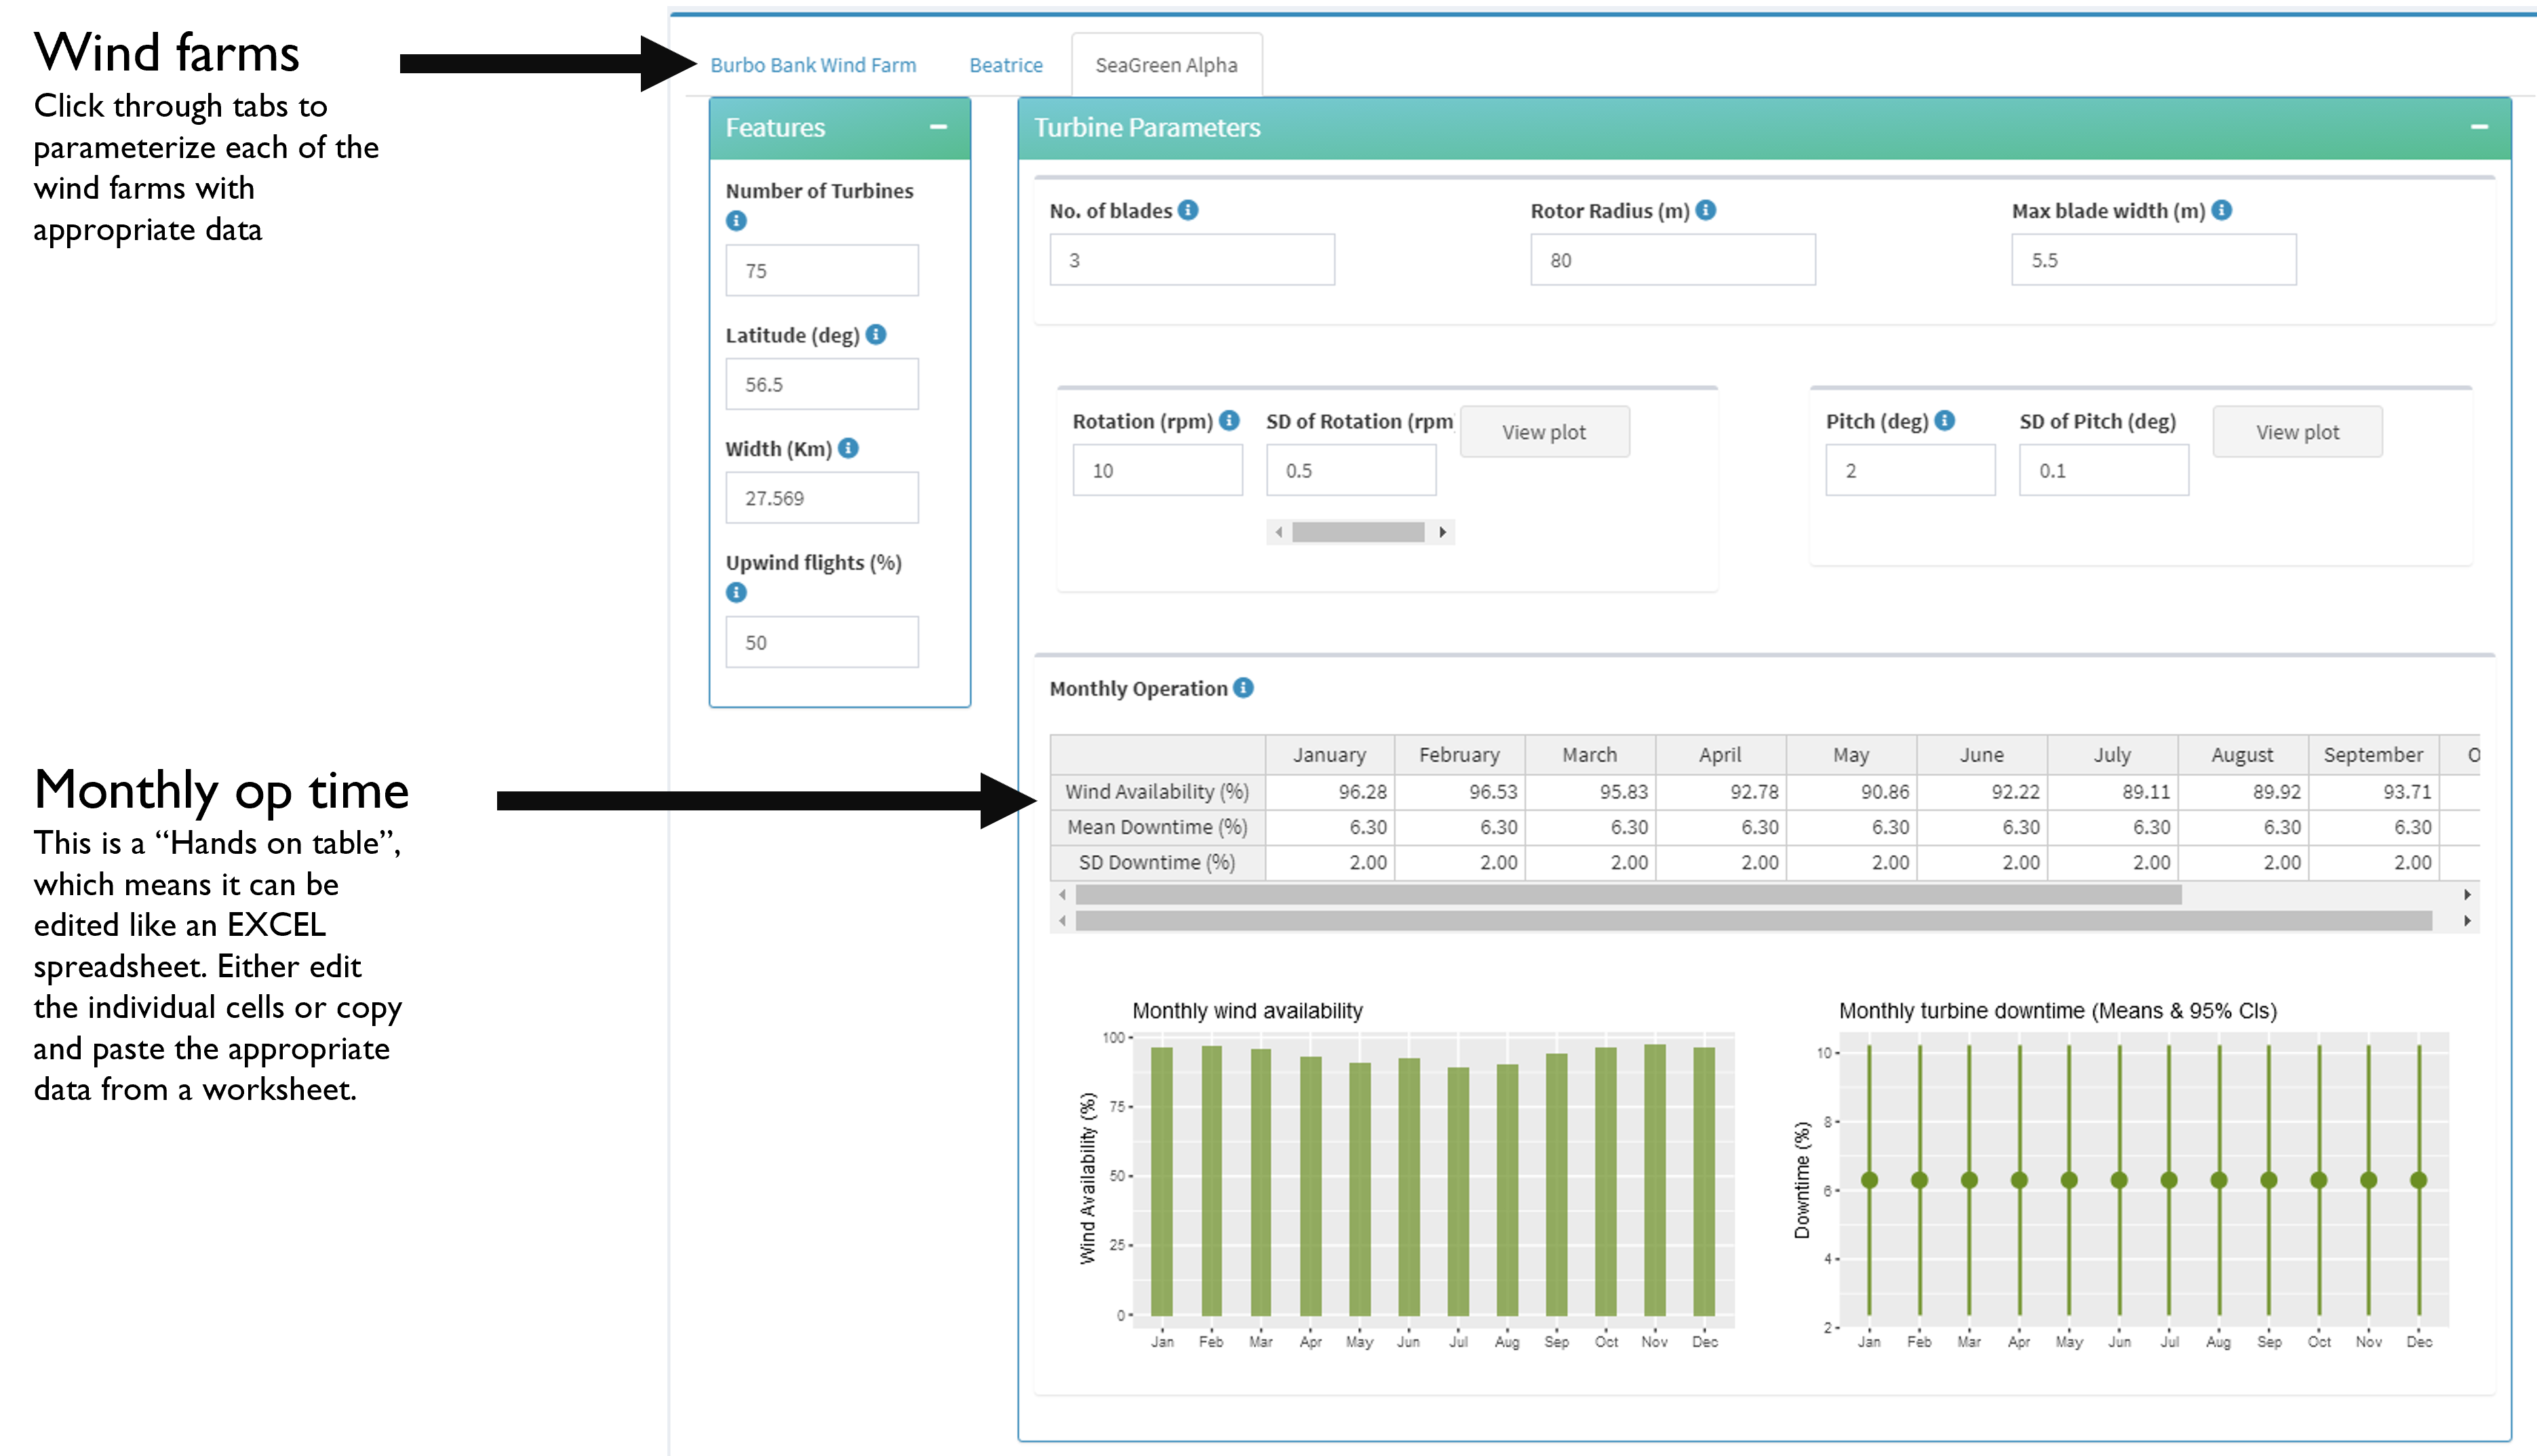 Wind farms
Click through tabs to
parameterize each of the
wind farms with
appropriate data
Burbo Bank Wind Farm Beatrice SeaGreen Alpha
Features
Number of Turbines
75
Latitude (deg)
56.5
Width (Km)
27.569
Upwind flights (%)
50
Turbine Parameters
No. of blades Rotor Radius (m) Max blade width (m)
3 80 5.5
Rotation (rpm) SD of Rotation (rpm View plot
10 0.5
Pitch (deg) SD of Pitch (deg) View plot
2 0.1
Monthly op time
This is a “Hands on table”,
which means it can be
edited like an EXCEL
spreadsheet. Either edit
the individual cells or copy
and paste the appropriate
data from a worksheet.
Monthly Operation
January February March April May June July August September O
Wind Availability (%) 96.28 96.53 95.83 92.78 90.86 92.22 89.11 89.92 93.71
Mean Downtime (%) 6.30 6.30 6.30 6.30 6.30 6.30 6.30 6.30 6.30
SD Downtime (%) 2.00 2.00 2.00 2.00 2.00 2.00 2.00 2.00 2.00
Monthly wind availability
Wind Availability (%)
100
75
50
25
0
Jan Feb Mar Apr May Jun Jul Aug Sep Oct Nov Dec
Monthly turbine downtime (Means & 95% CIs)
Downtime (%)
10
8
6
4
2
Jan Feb Mar Apr May Jun Jul Aug Sep Oct Nov Dec